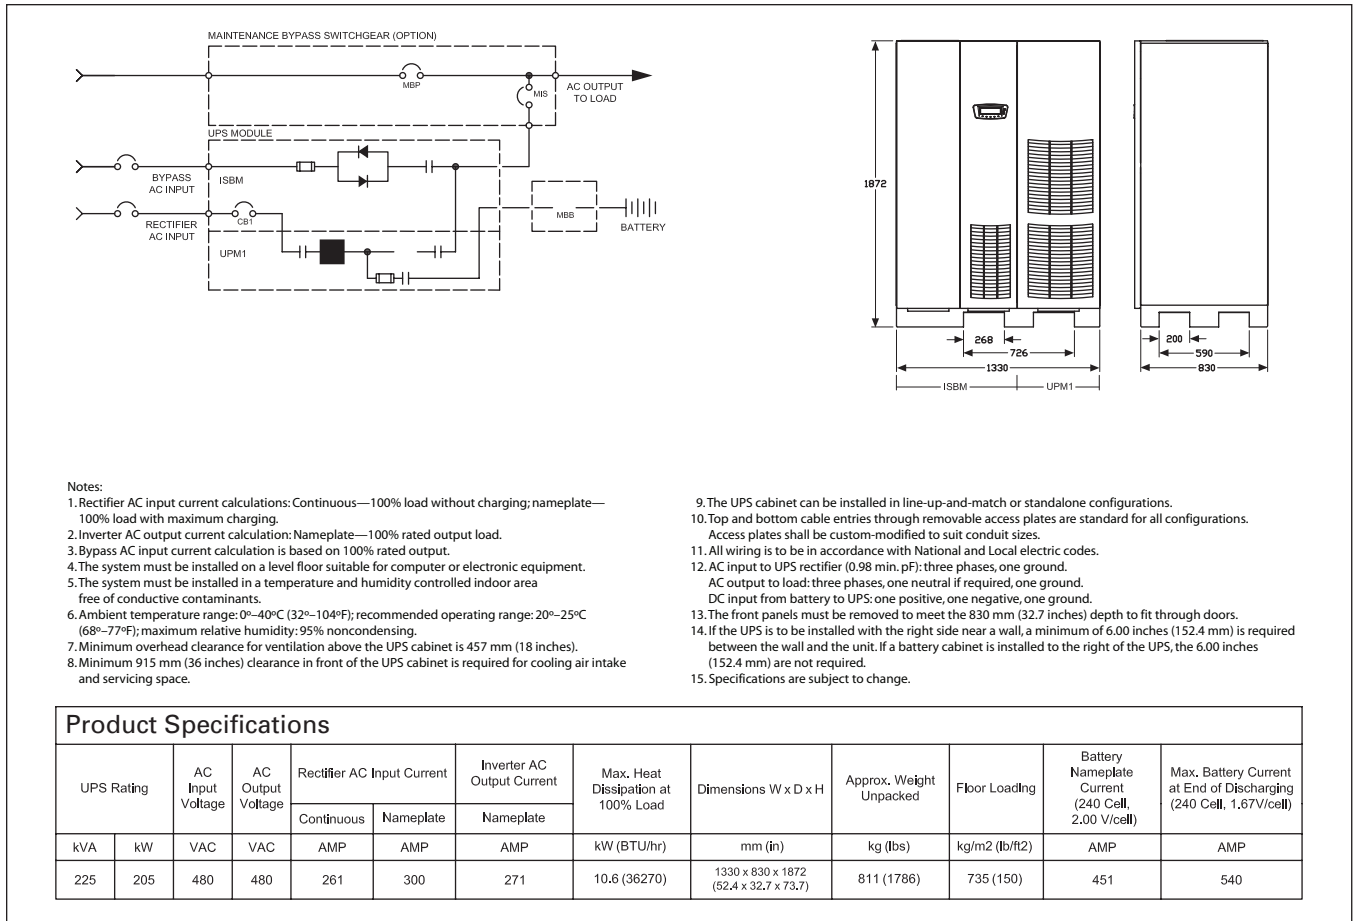 MAINTENANCE BYPASS SWITCHGEAR (OPTION)
MBP
MIS
AC OUTPUT
TO LOAD
UPS MODULE
BYPASS
AC INPUT
ISBM
RECTIFIER
AC INPUT
CB1
UPM1
MBB
BATTERY
1872
268
726
1330
ISBM
UPM1
200
590
830
Notes:
1. Rectifier AC input current calculations: Continuous—100% load without charging; nameplate—
100% load with maximum charging.
2. Inverter AC output current calculation: Nameplate—100% rated output load.
3. Bypass AC input current calculation is based on 100% rated output.
4. The system must be installed on a level floor suitable for computer or electronic equipment.
5. The system must be installed in a temperature and humidity controlled indoor area
free of conductive contaminants.
6. Ambient temperature range: 0º–40ºC (32º–104ºF); recommended operating range: 20º–25ºC
(68º–77ºF); maximum relative humidity: 95% noncondensing.
7. Minimum overhead clearance for ventilation above the UPS cabinet is 457 mm (18 inches).
8. Minimum 915 mm (36 inches) clearance in front of the UPS cabinet is required for cooling air intake
and servicing space.
9. The UPS cabinet can be installed in line-up-and-match or standalone configurations.
10. Top and bottom cable entries through removable access plates are standard for all configurations.
Access plates shall be custom-modified to suit conduit sizes.
11. All wiring is to be in accordance with National and Local electric codes.
12. AC input to UPS rectifier (0.98 min. pF): three phases, one ground.
AC output to load: three phases, one neutral if required, one ground.
DC input from battery to UPS: one positive, one negative, one ground.
13. The front panels must be removed to meet the 830 mm (32.7 inches) depth to fit through doors.
14. If the UPS is to be installed with the right side near a wall, a minimum of 6.00 inches (152.4 mm) is required
between the wall and the unit. If a battery cabinet is installed to the right of the UPS, the 6.00 inches
(152.4 mm) are not required.
15. Specifications are subject to change.
Product Specifications
UPS Rating
AC
Input
Voltage
AC
Output
Voltage
Rectifier AC Input Current
Continuous
Nameplate
Inverter AC
Output Current
Nameplate
Max. Heat
Dissipation at
100% Load
Dimensions W x D x H
Approx. Weight
Unpacked
Floor Loading
Battery
Nameplate
Current
(240 Cell,
2.00 V/cell)
Max. Battery Current
at End of Discharging
(240 Cell, 1.67V/cell)
kVA kW VAC VAC AMP AMP AMP kW (BTU/hr) mm (in) kg (lbs) kg/m2 (lb/ft2) AMP AMP
225 205 480 480 261 300 271 10.6 (36270) 1330 x 830 x 1872 811 (1786) 735 (150) 451 540
(52.4 x 32.7 x 73.7)